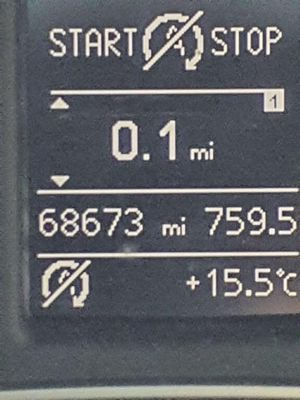 START A STOP
1
0.1 mi
68673 mi 759.5
A +15.5°C